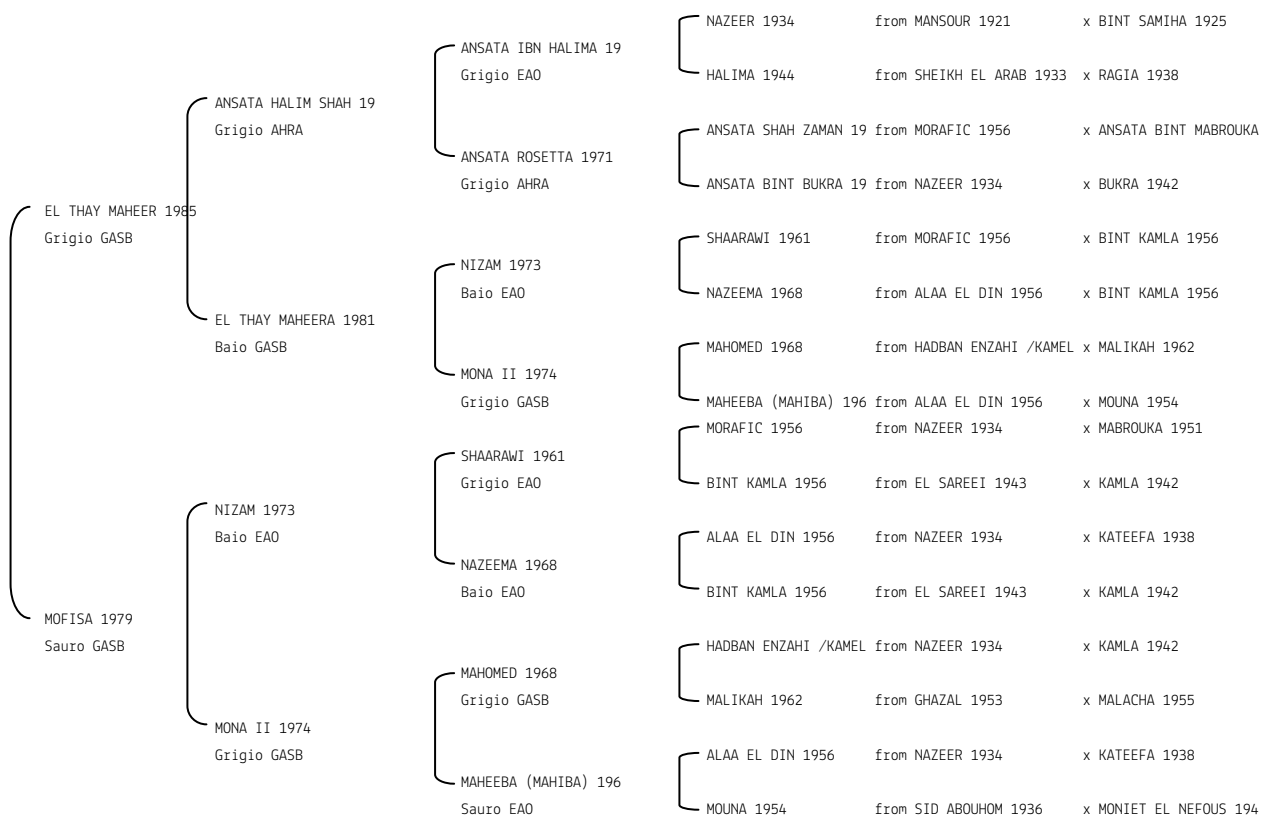 NAZEER 1934 from MANSOUR 1921 x BINT SAMIHA 1925
ANSATA IBN HALIMA 19
Grigio EAO
HALIMA 1944 from SHEIKH EL ARAB 1933 x RAGIA 1938
ANSATA HALIM SHAH 19
Grigio AHRA
ANSATA SHAH ZAMAN 19 from MORAFIC 1956 x ANSATA BINT MABROUKA
ANSATA ROSETTA 1971
Grigio AHRA
ANSATA BINT BUKRA 19 from NAZEER 1934 x BUKRA 1942
EL THAY MAHEER 1985
Grigio GASB
SHAARAWI 1961 from MORAFIC 1956 x BINT KAMLA 1956
NIZAM 1973
Baio EAO
NAZEEMA 1968 from ALAA EL DIN 1956 x BINT KAMLA 1956
EL THAY MAHEERA 1981
Baio GASB
MAHOMED 1968 from HADBAN ENZAHI /KAMEL x MALIKAH 1962
MONA II 1974
Grigio GASB
MAHEEBA (MAHIBA) 196 from ALAA EL DIN 1956 x MOUNA 1954
MORAFIC 1956 from NAZEER 1934 x MABROUKA 1951
SHAARAWI 1961
Grigio EAO
BINT KAMLA 1956 from EL SAREEI 1943 x KAMLA 1942
NIZAM 1973
Baio EAO
ALAA EL DIN 1956 from NAZEER 1934 x KATEEFA 1938
NAZEEMA 1968
Baio EAO
BINT KAMLA 1956 from EL SAREEI 1943 x KAMLA 1942
MOFISA 1979
Sauro GASB
HADBAN ENZAHI /KAMEL from NAZEER 1934 x KAMLA 1942
MAHOMED 1968
Grigio GASB
MALIKAH 1962 from GHAZAL 1953 x MALACHA 1955
MONA II 1974
Grigio GASB
ALAA EL DIN 1956 from NAZEER 1934 x KATEEFA 1938
MAHEEBA (MAHIBA) 196
Sauro EAO
MOUNA 1954 from SID ABOUHOM 1936 x MONIET EL NEFOUS 194